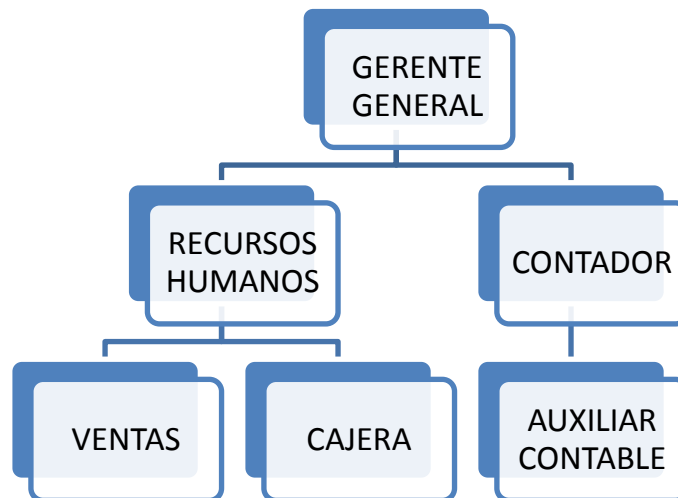 GERENTE
GENERAL
RECURSOS
HUMANOS
CONTADOR
VENTAS
CAJERA
AUXILIAR
CONTABLE